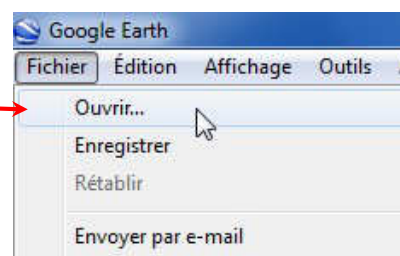 Google Earth
Fichier Édition Affichage Outils
Ouvrir...
Enregistrer
Rétablir
Envoyer par e-mail